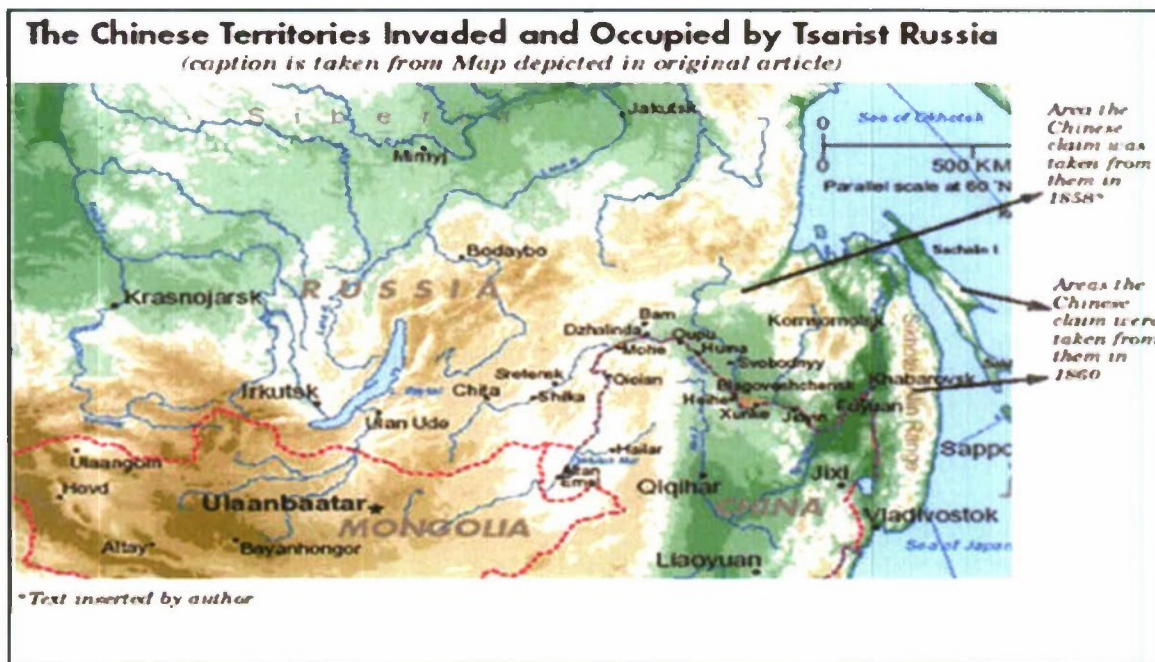 The Chinese Territories Invaded and Occupied by Tsarist Russia
(caption is taken from Map depicted in original article)
Siberia
Jakutsk
Mirnyj
Lena R.
Sea of Okhotsk
0
0
500 KM
Parallel scale at 60 °N
Area the
Chinese
claim was
taken from
them in
1858*
Bodaybo
Sachalin I
Krasnojarsk
RUSSIA
Areas the
Chinese
claim were
taken from
them in
1860
Bam
Komsomolsk
Dzhalinda
Mohe
Huma
Svobodnyy
Sretensk
Blagoveshchensk
Khabarovsk
Irkutsk
Chita
Shilka
Heihe
Xunke
Fuyuan
Ulan Ude
Hailar
Sappo
Ulaangom
Jixi
Hovd
Qiqihar
CHINA
Ulaanbaatar
MONGOLIA
Vladivostok
Altay
Bayanhongor
Liaoyuan
Sea of Japan
*Text inserted by author